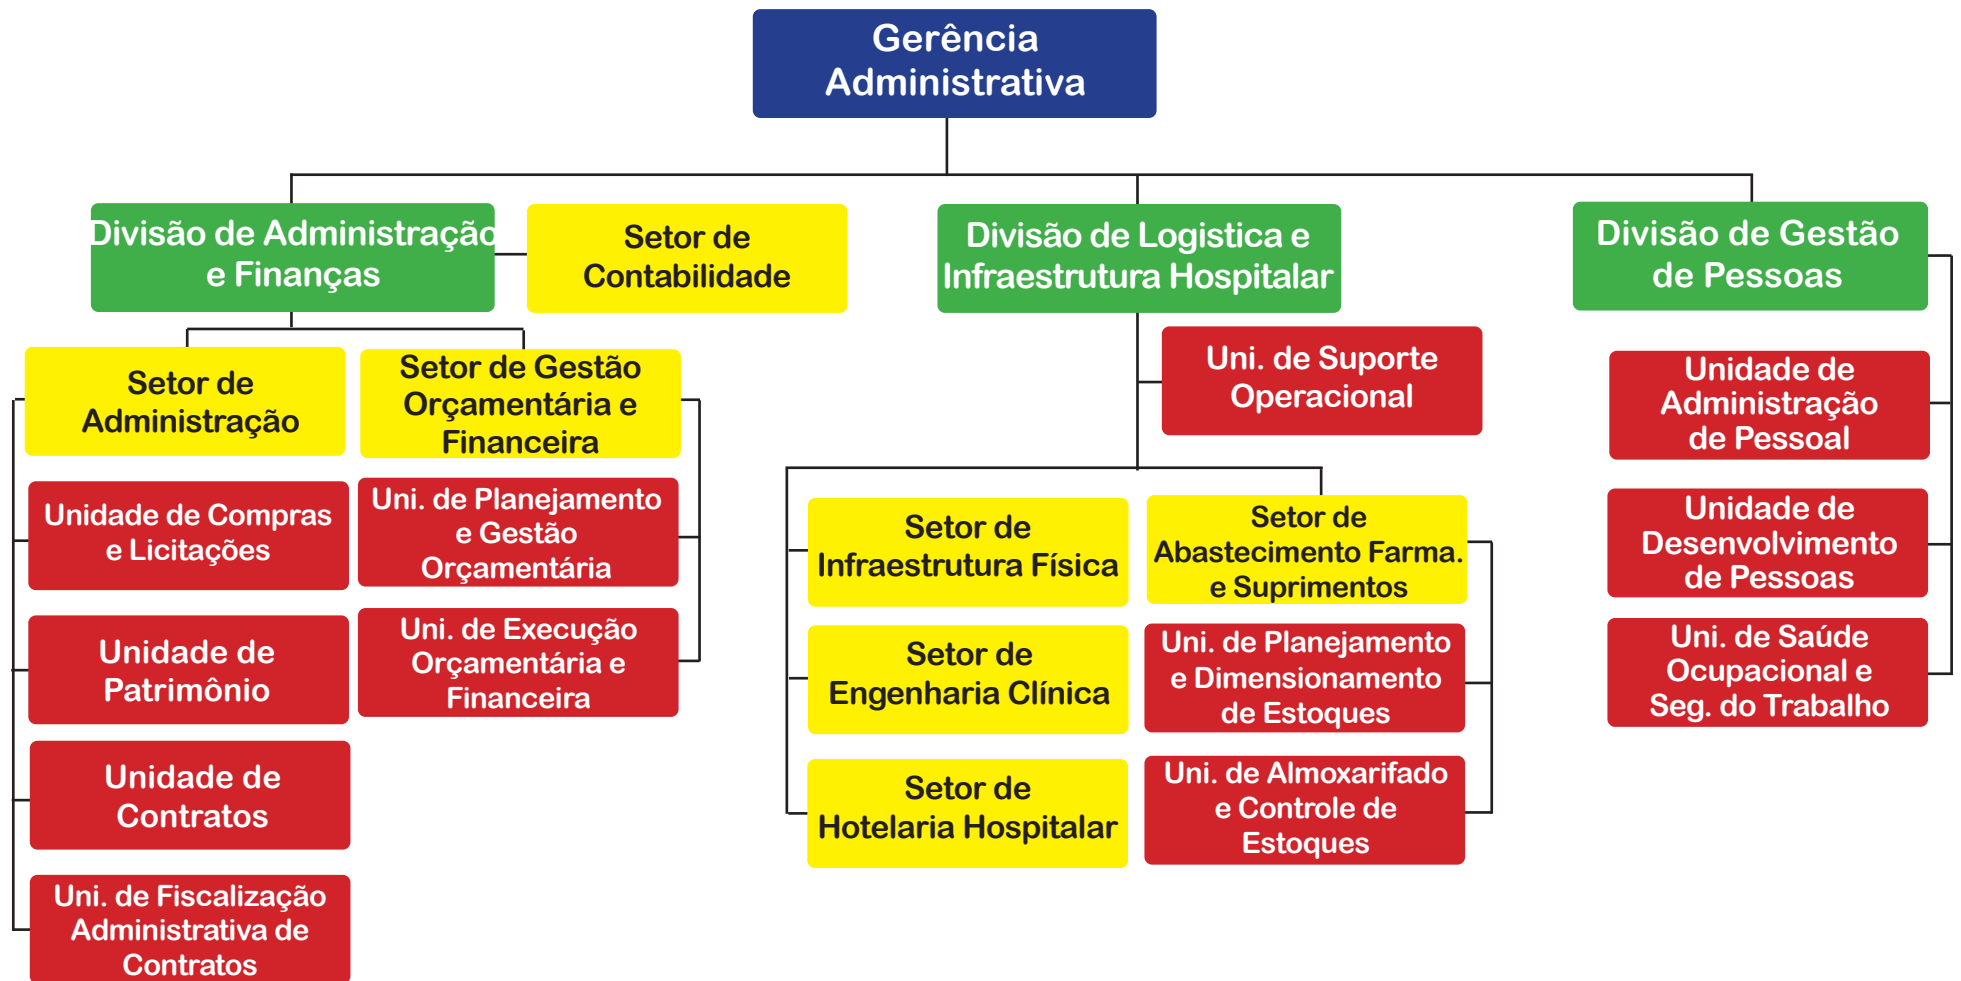 Gerência
Administrativa
Divisão de Administração
e Finanças
Setor de
Contabilidade
Divisão de Logistica e
Infraestrutura Hospitalar
Divisão de Gestão
de Pessoas
Setor de
Administração
Setor de Gestão
Orçamentária e
Financeira
Uni. de Suporte
Operacional
Unidade de
Administração
de Pessoal
Unidade de Compras
e Licitações
Uni. de Planejamento
e Gestão
Orçamentária
Setor de
Infraestrutura Física
Setor de
Abastecimento Farma.
e Suprimentos
Unidade de
Desenvolvimento
de Pessoas
Unidade de
Patrimônio
Uni. de Execução
Orçamentária e
Financeira
Setor de
Engenharia Clínica
Uni. de Planejamento
e Dimensionamento
de Estoques
Uni. de Saúde
Ocupacional e
Seg. do Trabalho
Unidade de
Contratos
Setor de
Hotelaria Hospitalar
Uni. de Almoxarifado
e Controle de
Estoques
Uni. de Fiscalização
Administrativa de
Contratos